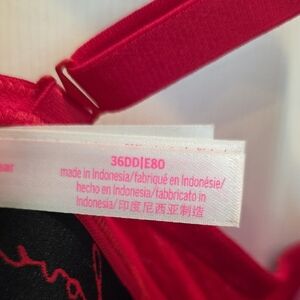 36DD|E80
made in Indonesia/fabriqué en Indonésie/
hecho en Indonesia/fabricato in
Indonesia/印度尼西亚制造